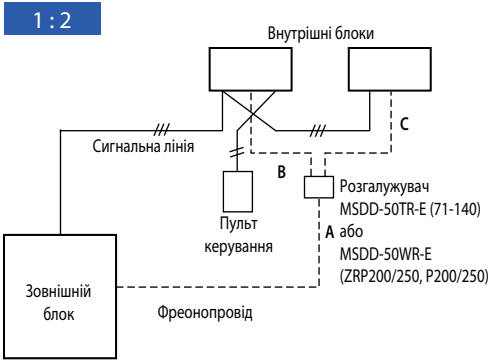 1 : 2
Внутрішні блоки
Сигнальна лінія
C
B
Пульт
керування
Розгалужувач
MSDD-50TR-E (71-140)
A або
MSDD-50WR-E
(ZRP200/250, P200/250)
Зовнішній
блок
Фреонопровід